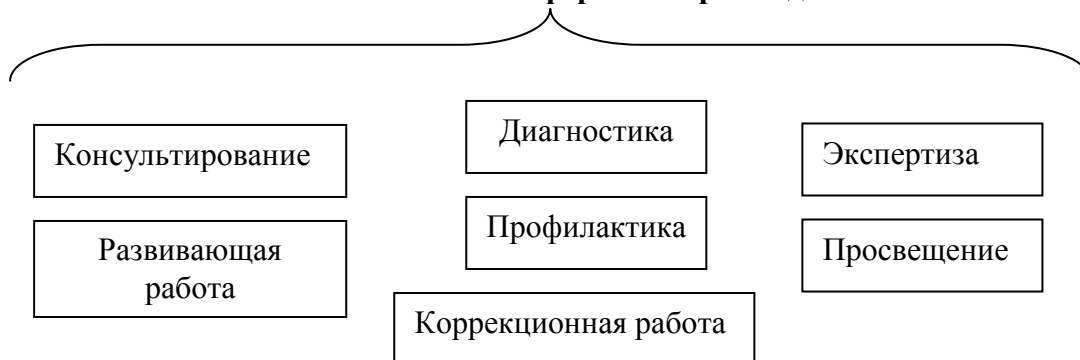 Консультирование
Развивающая
работа
Диагностика
Профилактика
Коррекционная работа
Экспертиза
Просвещение